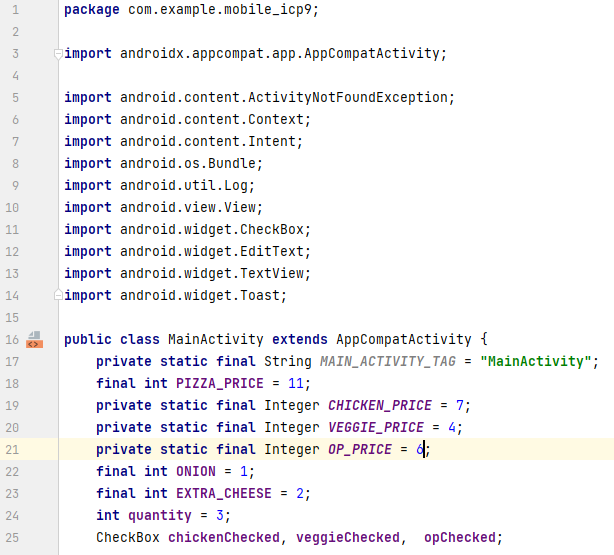 1 package com.example.mobile_icp9;
2
3 import androidx.appcompat.app.AppCompatActivity;
4
5 import android.content.ActivityNotFoundException;
6 import android.content.Context;
7 import android.content.Intent;
8 import android.os.Bundle;
9 import android.util.Log;
10 import android.view.View;
11 import android.widget.CheckBox;
12 import android.widget.EditText;
13 import android.widget.TextView;
14 import android.widget.Toast;
15
16 public class MainActivity extends AppCompatActivity {
17     private static final String MAIN_ACTIVITY_TAG = "MainActivity";
18     final int PIZZA_PRICE = 11;
19     private static final Integer CHICKEN_PRICE = 7;
20     private static final Integer VEGGIE_PRICE = 4;
21     private static final Integer OP_PRICE = 6;
22     final int ONION = 1;
23     final int EXTRA_CHEESE = 2;
24     int quantity = 3;
25     CheckBox chickenChecked, veggieChecked,  opChecked;